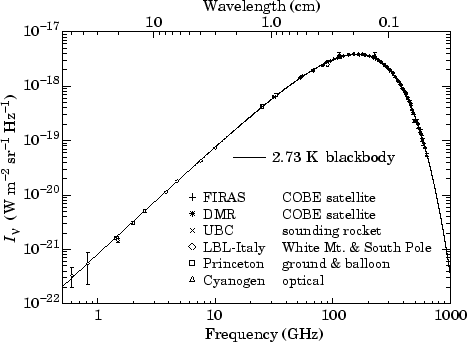 Wavelength (cm)
10 1.0 0.1
10−17
10−18
10−19
10−20
10−21
10−22
Iν (W m−2 sr−1 Hz−1)
2.73 K blackbody
FIRAS COBE satellite
DMR COBE satellite
UBC sounding rocket
LBL-Italy White Mt. & South Pole
Princeton ground & balloon
Cyanogen optical
1 10 100 1000
Frequency (GHz)